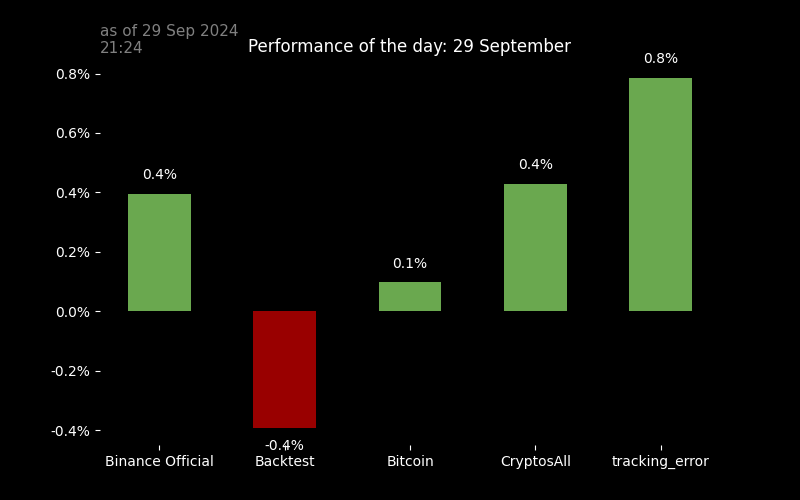 as of 29 Sep 2024
21:24
Performance of the day: 29 September
0.8%
0.6%
0.4%
0.2%
0.0%
-0.2%
-0.4%
0.4%
-0.4%
0.1%
0.4%
0.8%
Binance Official
Backtest
Bitcoin
CryptosAll
tracking_error